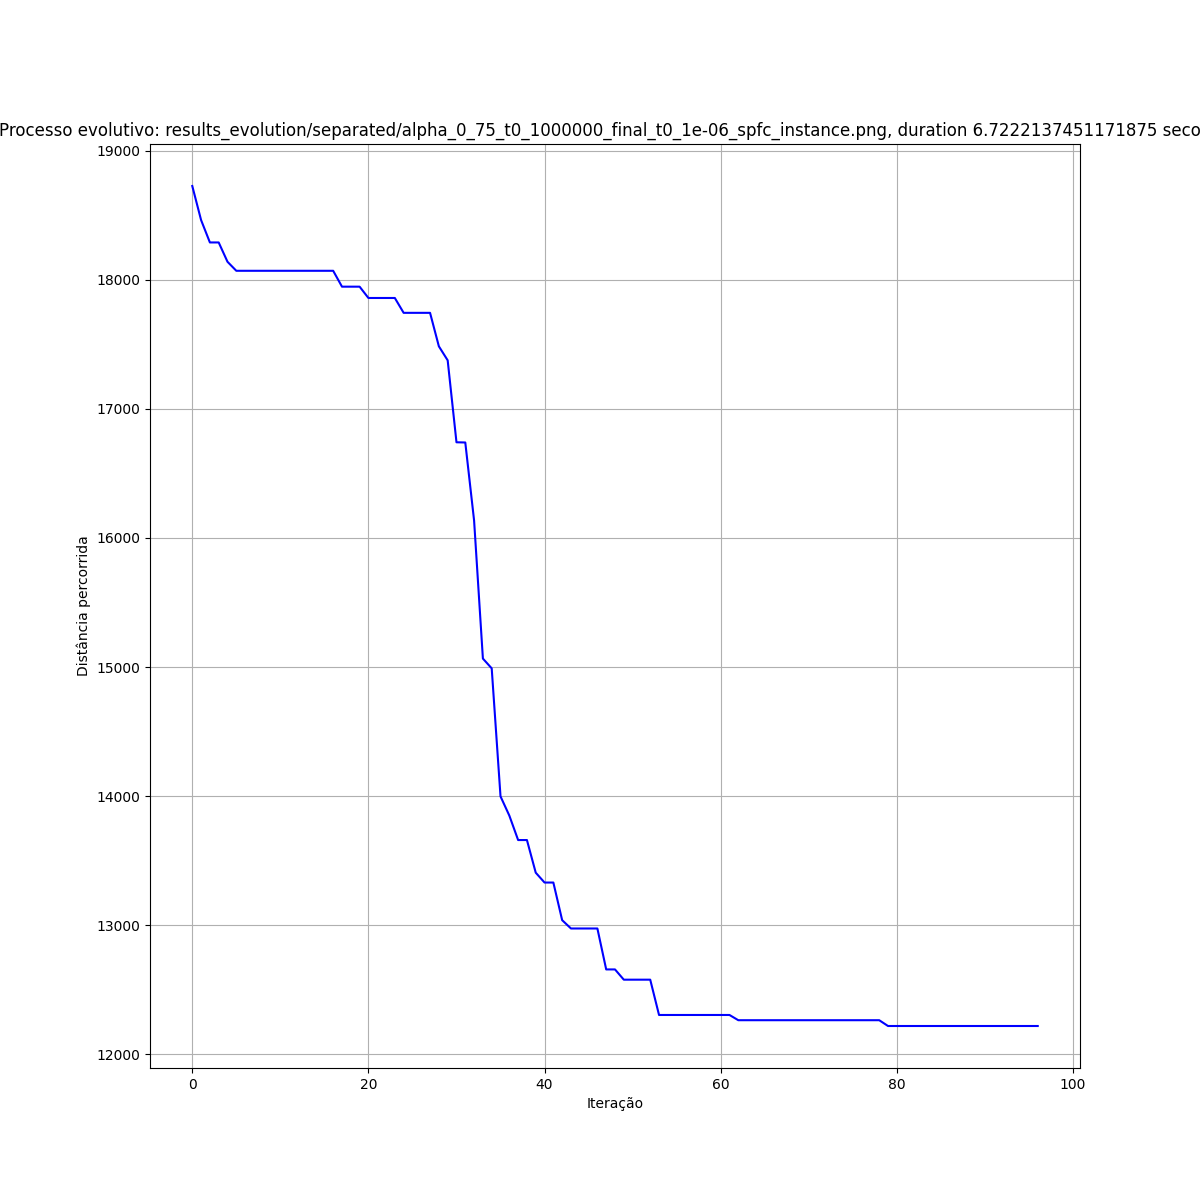 Processo evolutivo: results_evolution/separated/alpha_0_75_t0_1000000_final_t0_1e-06_spfc_instance.png, duration 6.7222137451171875 seco
19000
18000
17000
16000
15000
14000
13000
12000
Distância percorrida
0 20 40 60 80 100
Iteração